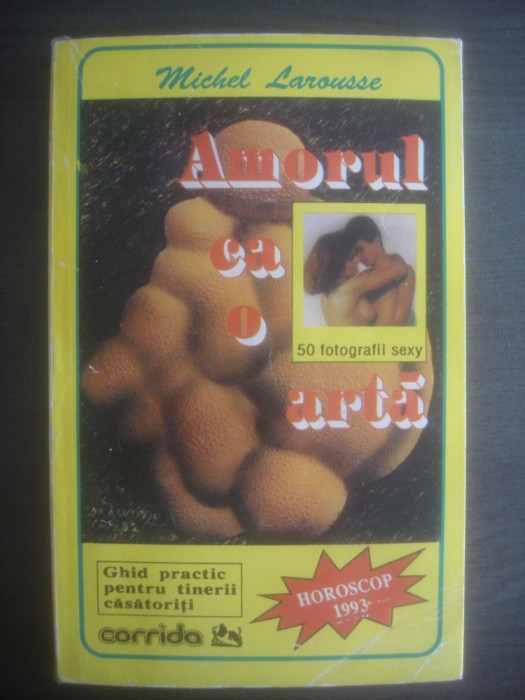 Michel Larousse
Amorul
ca
o
artă
50 fotografii sexy
Ghid practic
pentru tinerii
căsătoriți
corrida
HOROSCOP
1993